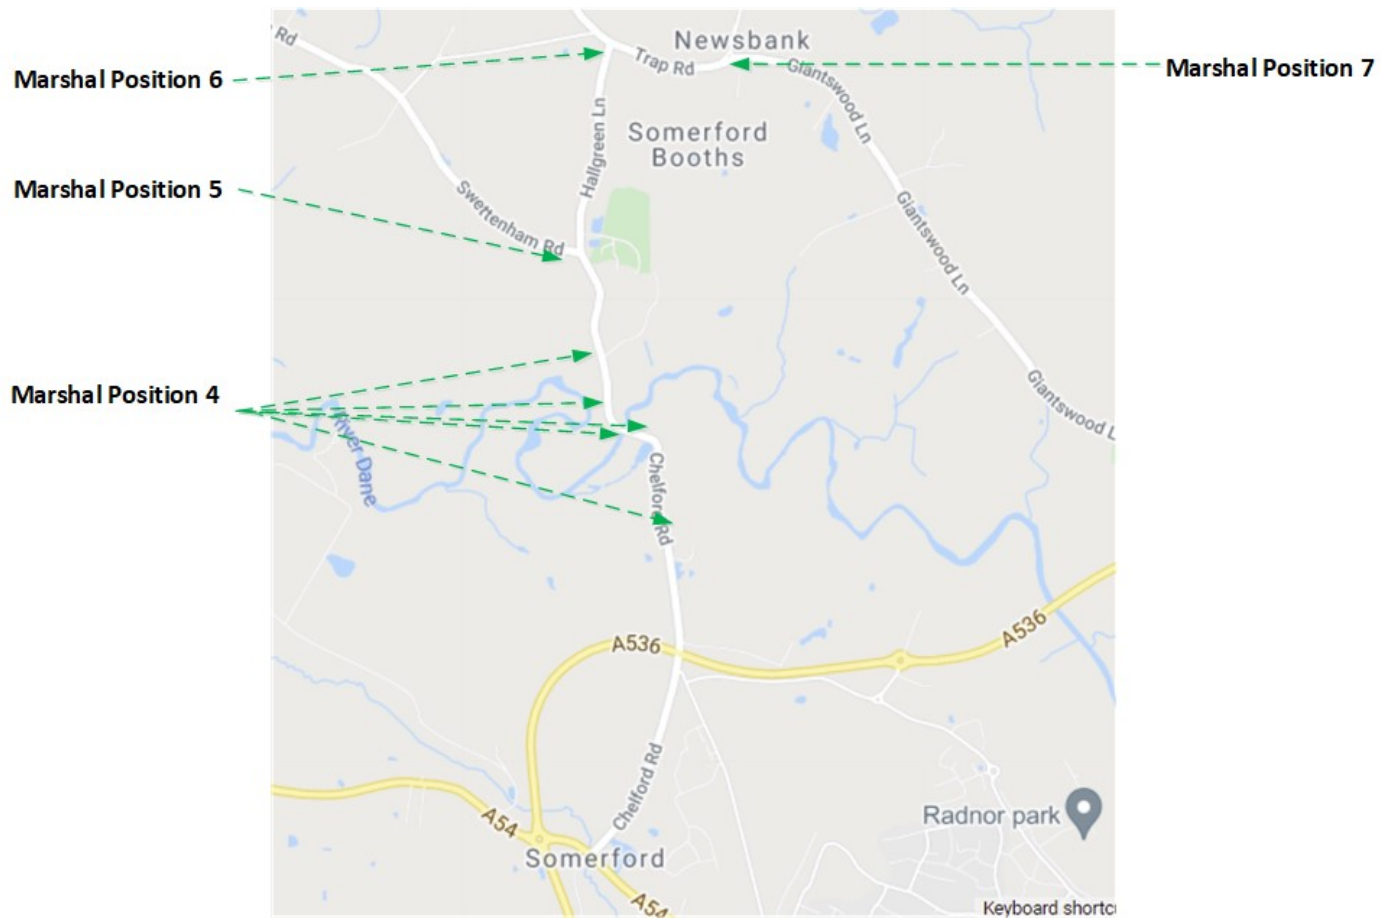 Rd
Newsbank
Marshal Position 6
Trap Rd
Giantswood Ln
Marshal Position 7
Hallgreen Ln
Somerford
Booths
Marshal Position 5
Swettenham Rd
Giantswood Ln
Marshal Position 4
Giantswood L
River Dane
Chelford Rd
A536
A536
Chelford Rd
A54
Radnor park
Somerford
A54
Keyboard shortcu